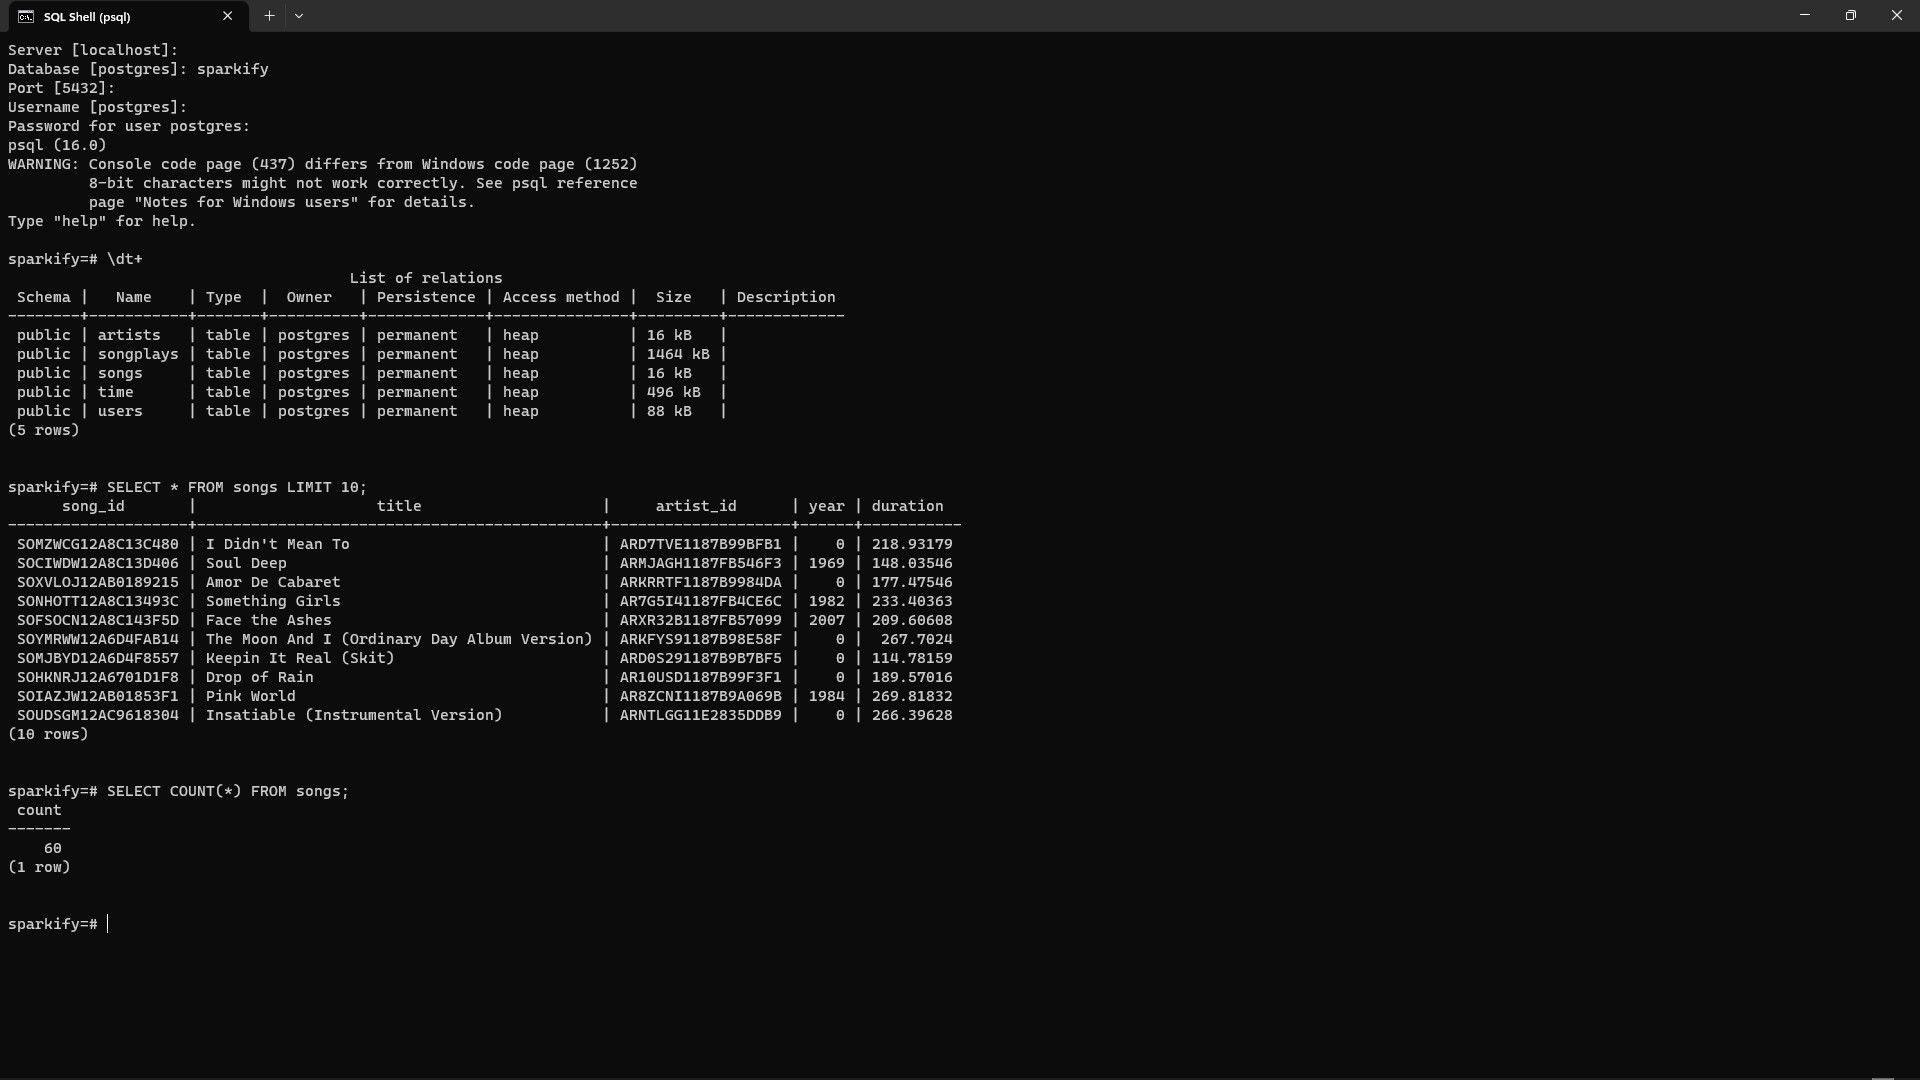 SQL Shell (psql)
Server [localhost]:
Database [postgres]: sparkify
Port [5432]:
Username [postgres]:
Password for user postgres:
psql (16.0)
WARNING: Console code page (437) differs from Windows code page (1252)
         8-bit characters might not work correctly. See psql reference
         page "Notes for Windows users" for details.
Type "help" for help.

sparkify=# \dt+
                                      List of relations
 Schema |   Name    | Type  |  Owner   | Persistence | Access method |  Size   | Description
--------+-----------+-------+----------+-------------+---------------+---------+-------------
 public | artists   | table | postgres | permanent   | heap          | 16 kB   |
 public | songplays | table | postgres | permanent   | heap          | 1464 kB |
 public | songs     | table | postgres | permanent   | heap          | 16 kB   |
 public | time      | table | postgres | permanent   | heap          | 496 kB  |
 public | users     | table | postgres | permanent   | heap          | 88 kB   |
(5 rows)

sparkify=# SELECT * FROM songs LIMIT 10;
      song_id       |                    title                    |     artist_id      | year | duration
--------------------+---------------------------------------------+--------------------+------+-----------
 SOMZWCG12A8C13C480 | I Didn't Mean To                            | ARD7TVE1187B99BFB1 |    0 | 218.93179
 SOCIWDW12A8C13D406 | Soul Deep                                   | ARMJAGH1187FB546F3 | 1969 | 148.03546
 SOXVLOJ12AB0189215 | Amor De Cabaret                             | ARKRRTF1187B9984DA |    0 | 177.47546
 SONHOTT12A8C13493C | Something Girls                             | AR7G5I41187FB4CE6C | 1982 | 233.40363
 SOFSOCN12A8C143F5D | Face the Ashes                              | ARXR32B1187FB57099 | 2007 | 209.60608
 SOYMRWW12A6D4FAB14 | The Moon And I (Ordinary Day Album Version) | ARKFYS91187B98E58F |    0 |  267.7024
 SOMJBYD12A6D4F8557 | Keepin It Real (Skit)                       | ARD0S291187B9B7BF5 |    0 | 114.78159
 SOHKNRJ12A6701D1F8 | Drop of Rain                                | AR10USD1187B99F3F1 |    0 | 189.57016
 SOIAZJW12AB01853F1 | Pink World                                  | AR8ZCNI1187B9A069B | 1984 | 269.81832
 SOUDSGM12AC9618304 | Insatiable (Instrumental Version)           | ARNTLGG11E2835DDB9 |    0 | 266.39628
(10 rows)

sparkify=# SELECT COUNT(*) FROM songs;
 count
-------
    60
(1 row)

sparkify=#